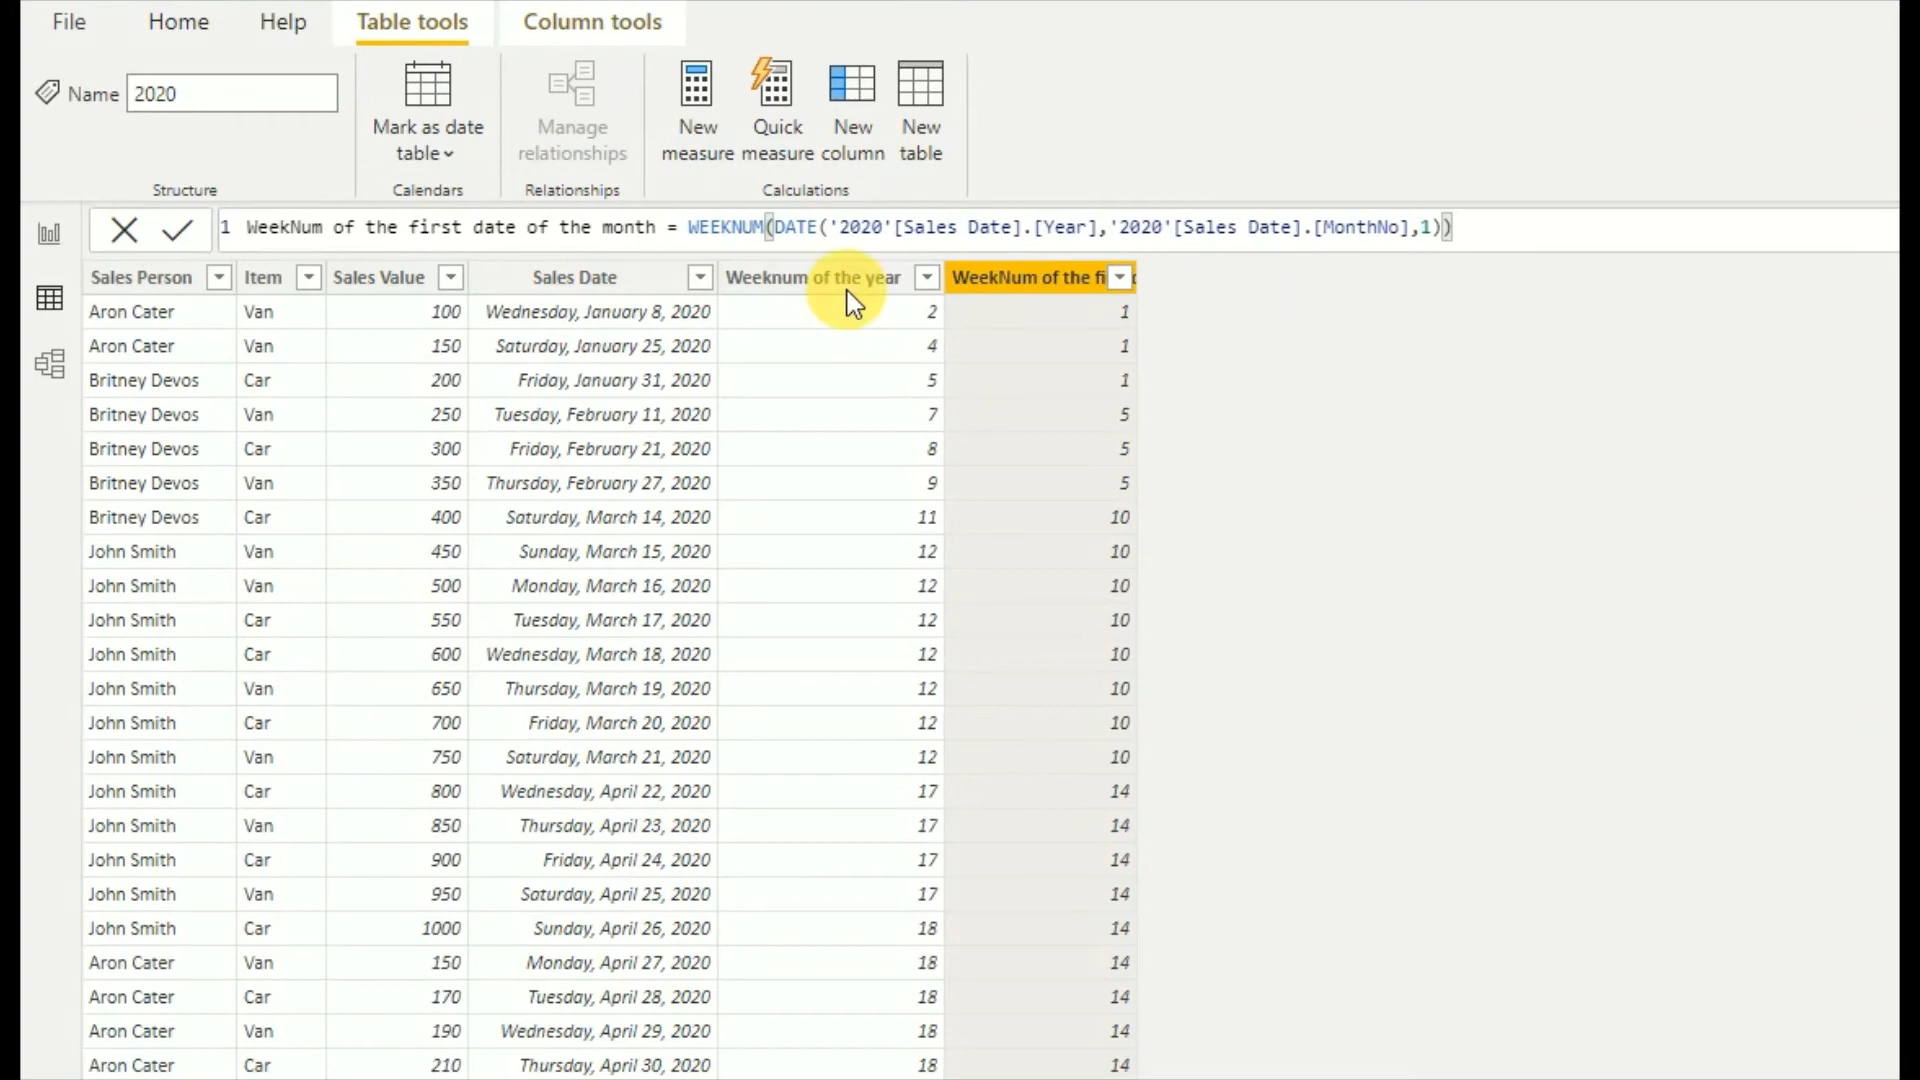 File Home Help Table tools Column tools
Name 2020
Mark as date table
Manage relationships
New measure
Quick measure
New column
New table
Structure Calendars Relationships Calculations
1 WeekNum of the first date of the month = WEEKNUM(DATE('2020'[Sales Date].[Year],'2020'[Sales Date].[MonthNo],1))
Sales Person Item Sales Value Sales Date Weeknum of the year WeekNum of the fi
Aron Cater Van 100 Wednesday, January 8, 2020 2 1
Aron Cater Van 150 Saturday, January 25, 2020 4 1
Britney Devos Car 200 Friday, January 31, 2020 5 1
Britney Devos Van 250 Tuesday, February 11, 2020 7 5
Britney Devos Car 300 Friday, February 21, 2020 8 5
Britney Devos Van 350 Thursday, February 27, 2020 9 5
Britney Devos Car 400 Saturday, March 14, 2020 11 10
John Smith Van 450 Sunday, March 15, 2020 12 10
John Smith Van 500 Monday, March 16, 2020 12 10
John Smith Car 550 Tuesday, March 17, 2020 12 10
John Smith Car 600 Wednesday, March 18, 2020 12 10
John Smith Van 650 Thursday, March 19, 2020 12 10
John Smith Car 700 Friday, March 20, 2020 12 10
John Smith Van 750 Saturday, March 21, 2020 12 10
John Smith Car 800 Wednesday, April 22, 2020 17 14
John Smith Van 850 Thursday, April 23, 2020 17 14
John Smith Car 900 Friday, April 24, 2020 17 14
John Smith Van 950 Saturday, April 25, 2020 17 14
John Smith Car 1000 Sunday, April 26, 2020 18 14
Aron Cater Van 150 Monday, April 27, 2020 18 14
Aron Cater Car 170 Tuesday, April 28, 2020 18 14
Aron Cater Van 190 Wednesday, April 29, 2020 18 14
Aron Cater Car 210 Thursday, April 30, 2020 18 14